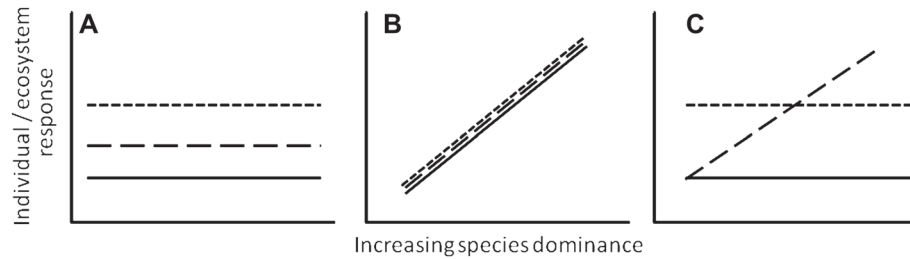 A
B
C
Individual / ecosystem
response
Increasing species dominance